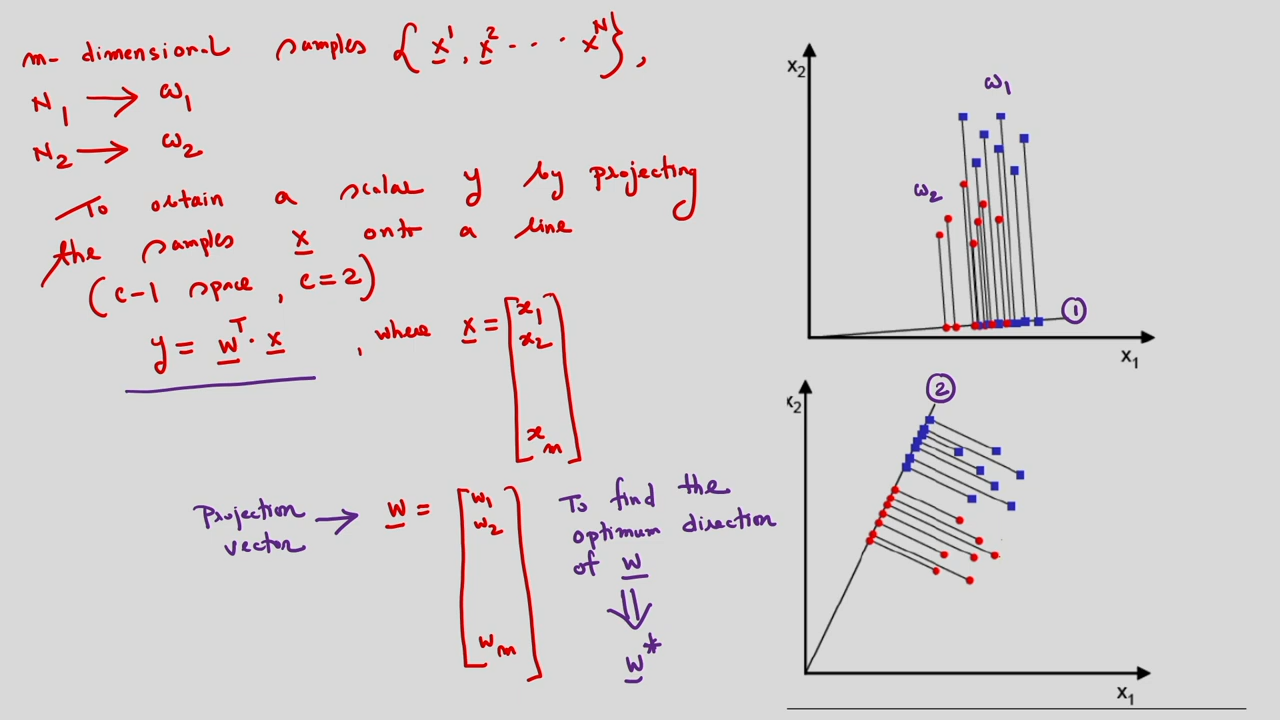 m- dimensional samples { x¹, x² . . . xᴺ },
N₁ → ω₁
N₂ → ω₂
To obtain a scalar y by projecting
the samples x onto a line
(c-1 space, c=2)
y = wᵀ. x , where x = [ x₁
x₂
xₘ ]
Projection
vector → w = [ w₁
w₂
wₘ ]
To find the
optimum direction
of w
⇓
w*
x₂
ω₁
ω₂
①
x₁
②
x₂
x₁